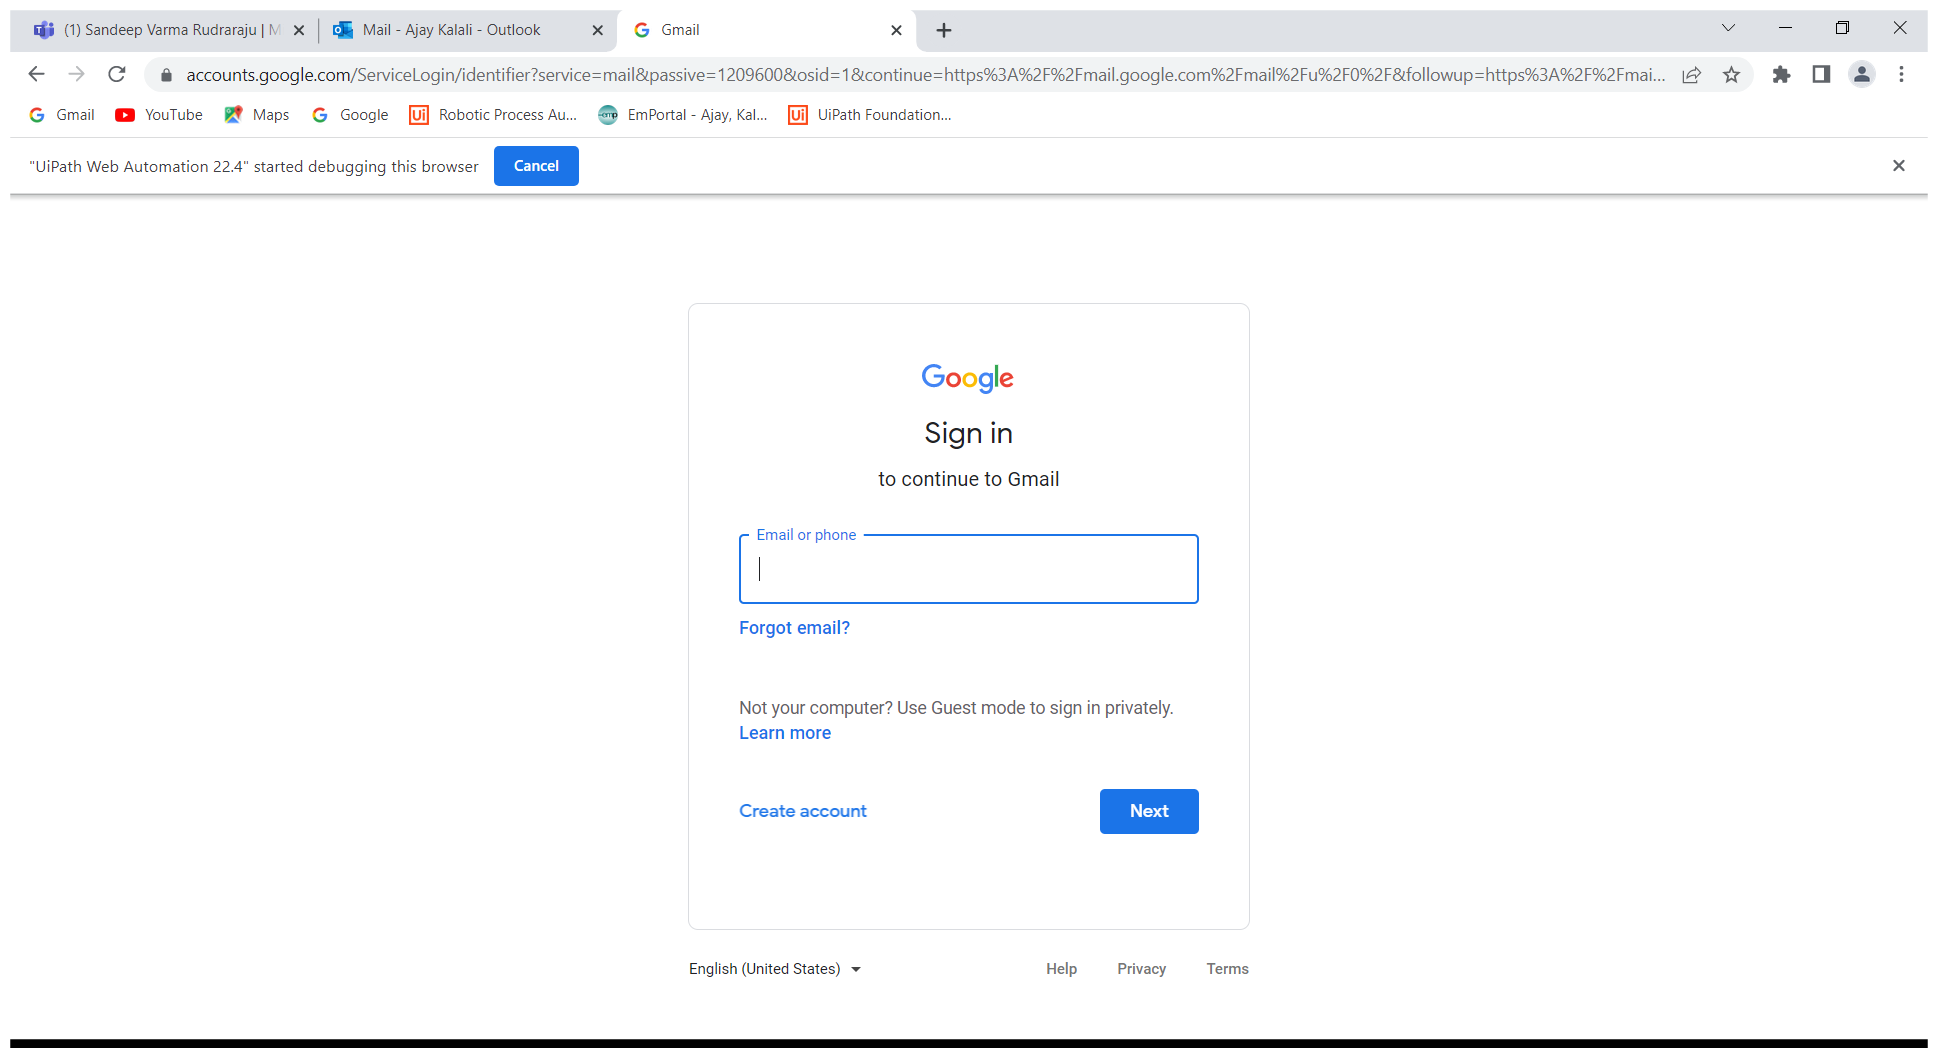 (1) Sandeep Varma Rudraraju | M
Mail - Ajay Kalali - Outlook
Gmail
accounts.google.com/ServiceLogin/identifier?service=mail&passive=1209600&osid=1&continue=https%3A%2F%2Fmail.google.com%2Fmail%2Fu%2F0%2F&followup=https%3A%2F%2Fmai...
Gmail YouTube Maps Google Ui Robotic Process Au... emp EmPortal - Ajay, Kal... Ui UiPath Foundation...
"UiPath Web Automation 22.4" started debugging this browser Cancel
Google
Sign in
to continue to Gmail
Email or phone
Forgot email?
Not your computer? Use Guest mode to sign in privately.
Learn more
Create account Next
English (United States) Help Privacy Terms